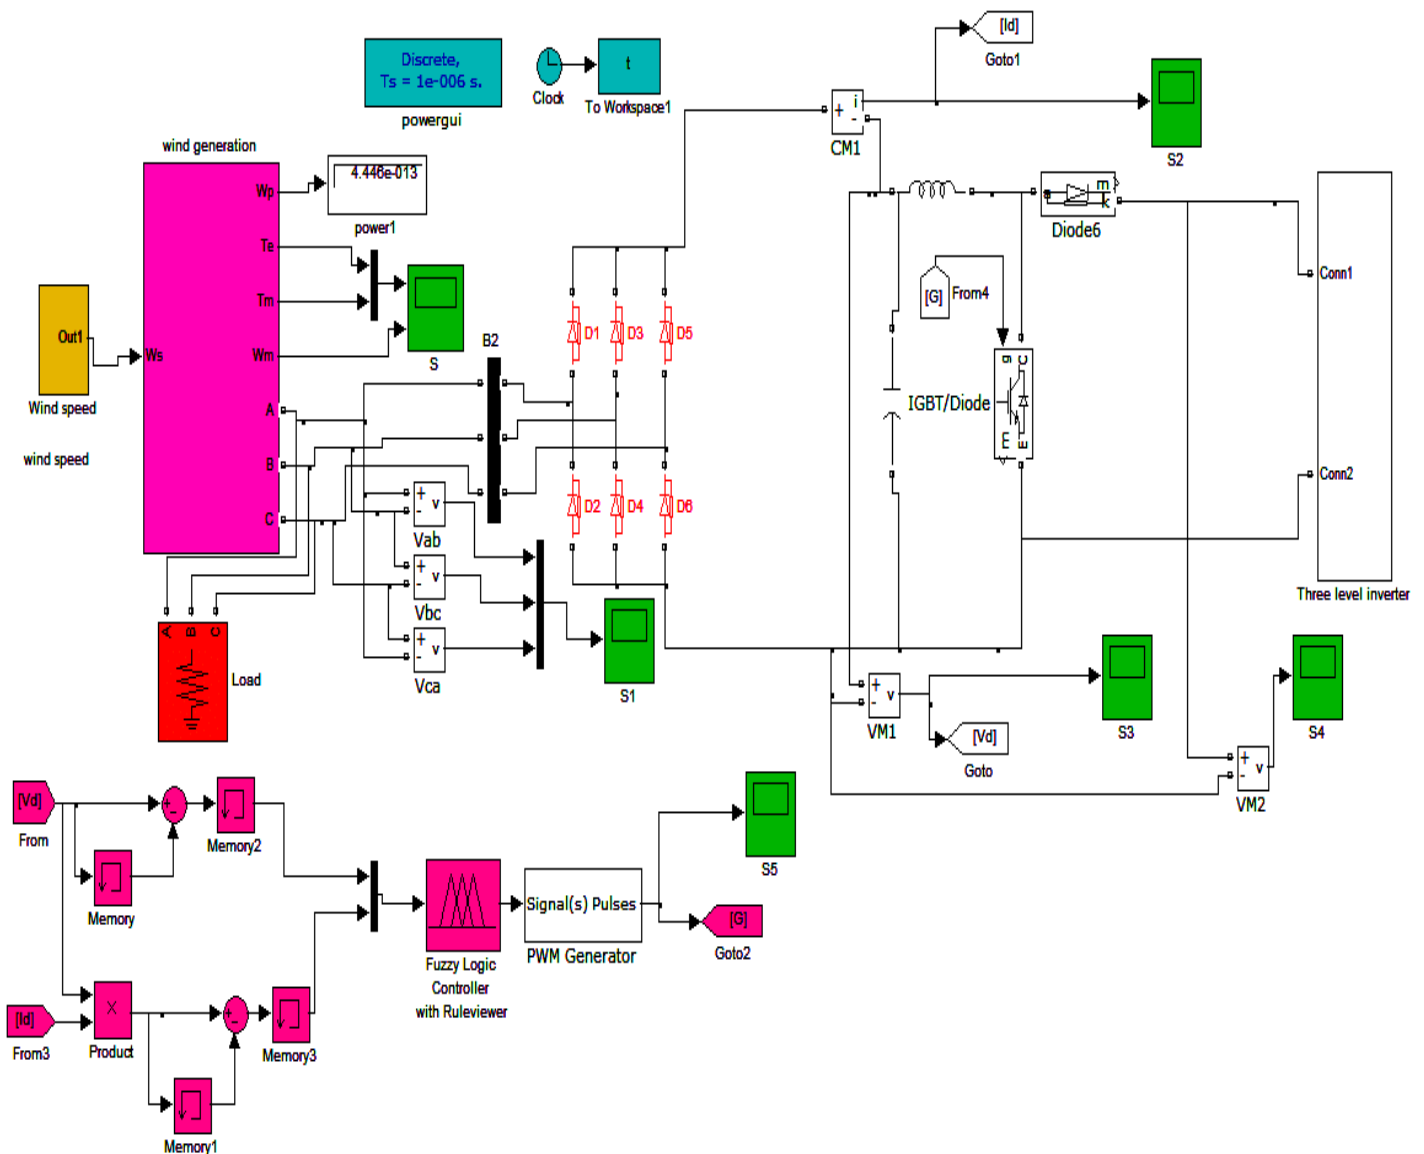 [Id]
Goto1
Discrete,
Ts = 1e-006 s.
powergui
Clock
t
To Workspace1
i
+
-
CM1
S2
wind generation
Wp
4.446e-013
power1
Te
Tm
Wm
S
Out1
Ws
Wind speed
wind speed
A
B
C
B2
D1
D3
D5
D2
D4
D6
a
m
k
Diode6
[G]
From4
g
C
E
IGBT/Diode
E
Conn1
Conn2
Three level inverter
+
-
v
Vab
+
-
v
Vbc
+
-
v
Vca
S1
A
B
C
Load
+
-
v
VM1
S3
[Vd]
Goto
S4
+
-
v
VM2
[Vd]
From
+
-
Memory2
Memory
S5
Signal(s) Pulses
PWM Generator
[G]
Goto2
Fuzzy Logic
Controller
with Ruleviewer
[Id]
From3
X
Product
+
-
Memory3
Memory1